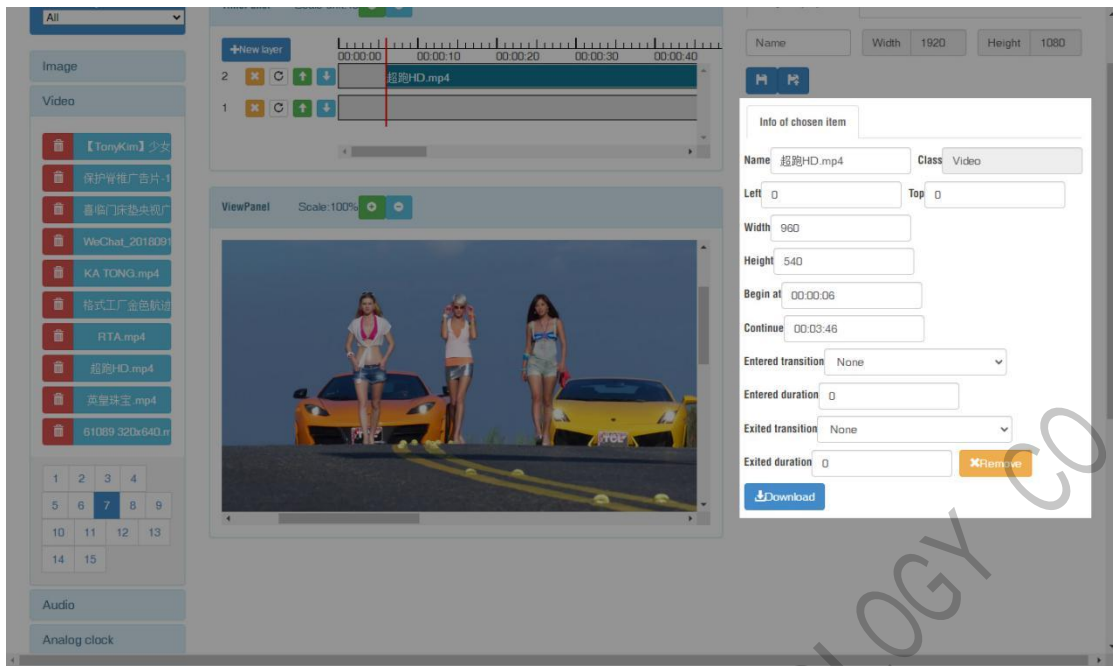 All
Image
Video
【TonyKim】少女
保护脊椎广告片-1
喜临门床垫央视广
WeChat_2018091
KA TONG.mp4
格式工厂金色航迹
RTA.mp4
超跑HD.mp4
英皇珠宝.mp4
61089 320x640.m
1 2 3 4
5 6 7 8 9
10 11 12 13
14 15
Audio
Analog clock
New layer
00:00:00 00:00:10 00:00:20 00:00:30 00:00:40
2 超跑HD.mp4
1
ViewPanel Scale:100%
TCL TCL
Name Width 1920 Height 1080
Info of chosen item
Name 超跑HD.mp4 Class Video
Left 0 Top 0
Width 960
Height 540
Begin at 00:00:06
Continue 00:03:46
Entered transition None
Entered duration 0
Exited transition None
Exited duration 0 Remove
Download
LOGY CO